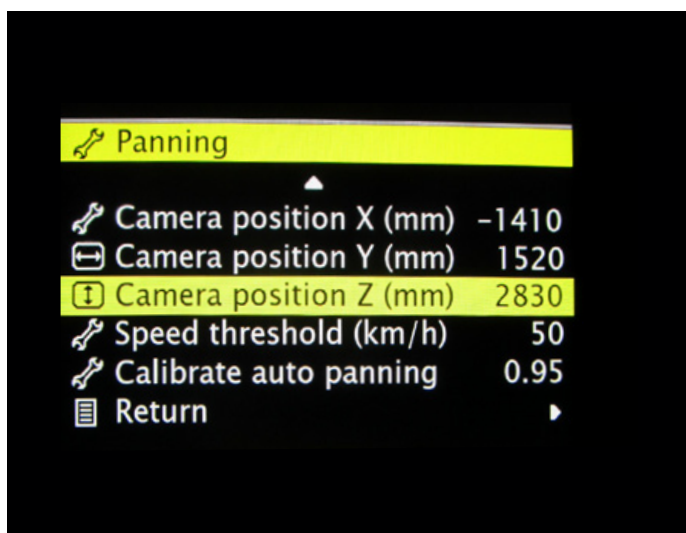 Panning
Camera position X (mm) -1410
Camera position Y (mm) 1520
Camera position Z (mm) 2830
Speed threshold (km/h) 50
Calibrate auto panning 0.95
Return